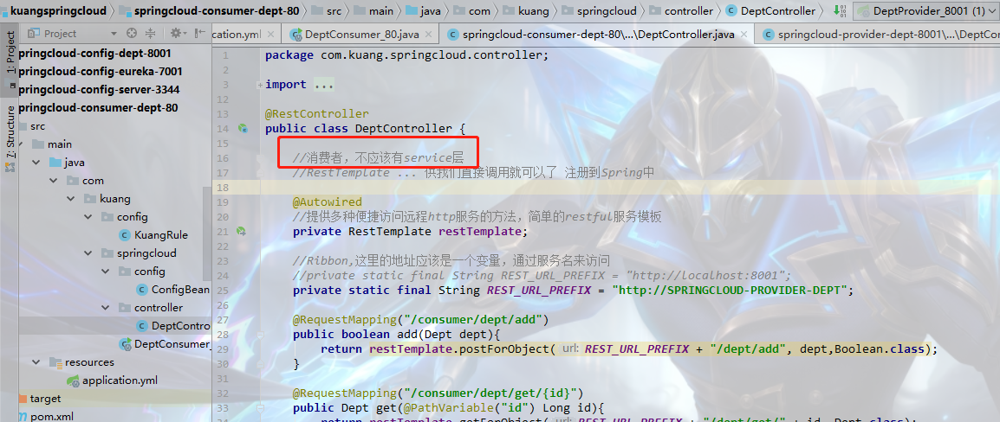 kuangspringcloud springcloud-consumer-dept-80 src main java com kuang springcloud controller DeptController DeptProvider_8001 (1)
Project cation.yml DeptConsumer_80.java springcloud-consumer-dept-80\...\DeptController.java springcloud-provider-dept-8001\...\DeptCon
1: Project
7: Structure
pringcloud-config-dept-8001
pringcloud-config-eureka-7001
pringcloud-config-server-3344
pringcloud-consumer-dept-80
src
main
java
com
kuang
config
KuangRule
springcloud
config
ConfigBean
controller
DeptContro
DeptConsumer_
resources
application.yml
target
pom.xml
1 package com.kuang.springcloud.controller;
2
3 import ...
12
13 @RestController
14 public class DeptController {
15
16 //消费者，不应该有service层
17 //RestTemplate ... 供我们直接调用就可以了 注册到Spring中
18
19 @Autowired
20 //提供多种便捷访问远程http服务的方法，简单的restful服务模板
21 private RestTemplate restTemplate;
22
23 //Ribbon,这里的地址应该是一个变量，通过服务名来访问
24 //private static final String REST_URL_PREFIX = "http://localhost:8001";
25 private static final String REST_URL_PREFIX = "http://SPRINGCLOUD-PROVIDER-DEPT";
26
27 @RequestMapping("/consumer/dept/add")
28 public boolean add(Dept dept){
29 return restTemplate.postForObject( url: REST_URL_PREFIX + "/dept/add", dept,Boolean.class);
30 }
31
32 @RequestMapping("/consumer/dept/get/{id}")
33 public Dept get(@PathVariable("id") Long id){
34 return restTemplate.getForObject( url: REST_URL_PREFIX + "/dept/get/" + id, Dept.class);